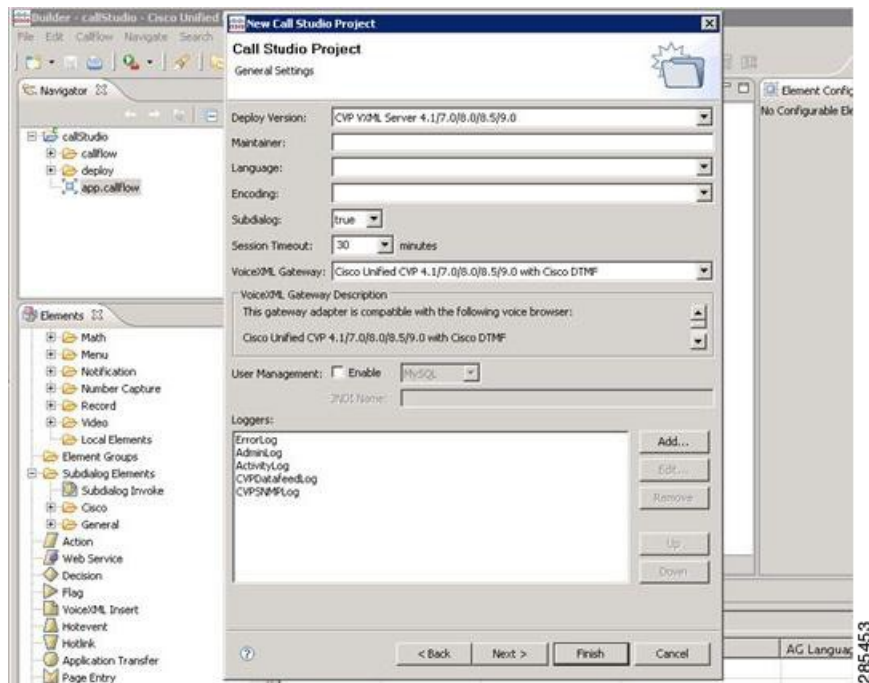 Builder - callStudio - Cisco Unified
File Edit Callflow Navigate Search
Navigator
callStudio
callflow
deploy
app.callflow
Elements
Math
Menu
Notification
Number Capture
Record
Video
Local Elements
Element Groups
Subdialog Elements
Subdialog Invoke
Cisco
General
Action
Web Service
Decision
Flag
VoiceXML Insert
Hotevent
Hotlink
Application Transfer
Page Entry
New Call Studio Project
Call Studio Project
General Settings
Deploy Version: CVP VXML Server 4.1/7.0/8.0/8.5/9.0
Maintainer:
Language:
Encoding:
Subdialog: true
Session Timeout: 30 minutes
VoiceXML Gateway: Cisco Unified CVP 4.1/7.0/8.0/8.5/9.0 with Cisco DTMF
VoiceXML Gateway Description
This gateway adapter is compatible with the following voice browser:
Cisco Unified CVP 4.1/7.0/8.0/8.5/9.0 with Cisco DTMF
User Management: Enable MySQL
JNDI Name:
Loggers:
ErrorLog
AdminLog
ActivityLog
CVPDatafeedLog
CVPSNMPLog
Add...
Edit...
Remove
Up
Down
< Back Next > Finish Cancel
Element Config
No Configurable Ele
AG Languag
285453